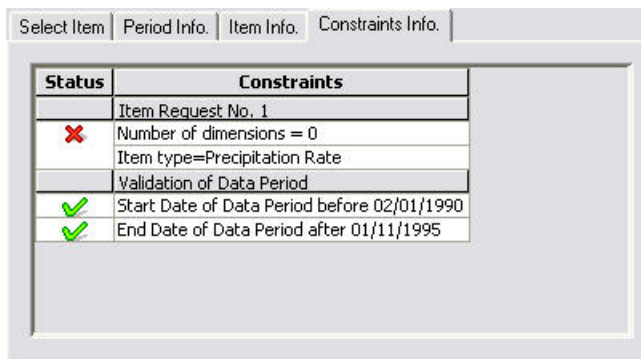 Select Item Period Info. Item Info. Constraints Info.
Status Constraints
Item Request No. 1
Number of dimensions = 0
Item type=Precipitation Rate
Validation of Data Period
Start Date of Data Period before 02/01/1990
End Date of Data Period after 01/11/1995